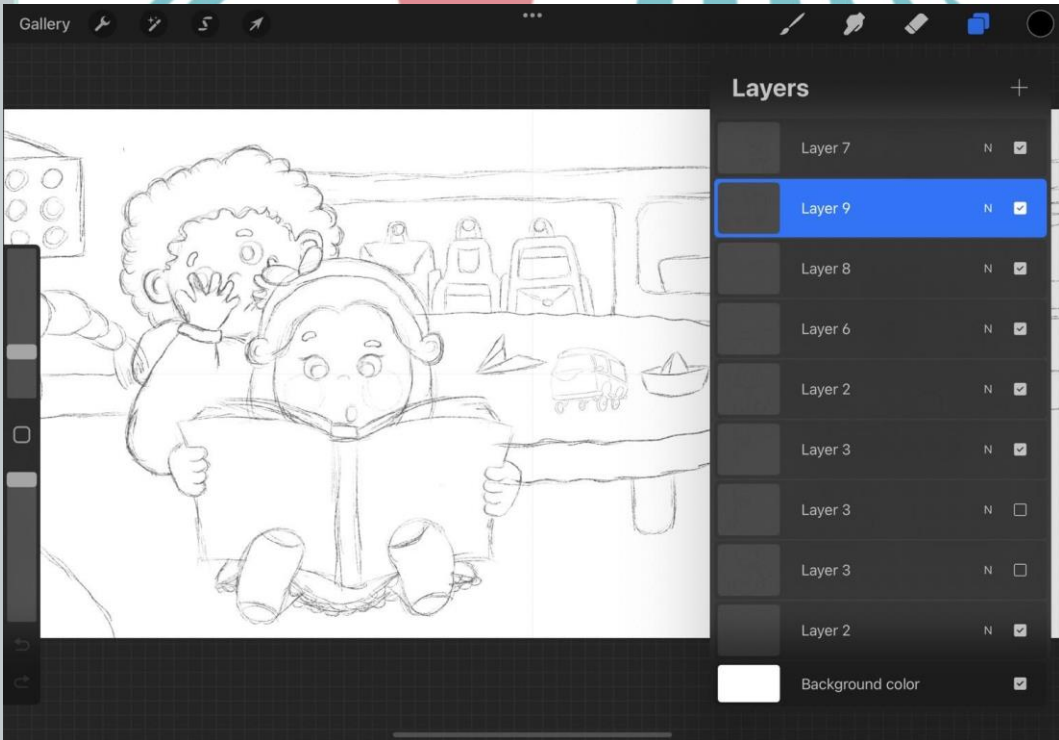 Gallery
Layers
Layer 7 N
Layer 9 N
Layer 8 N
Layer 6 N
Layer 2 N
Layer 3 N
Layer 3 N
Layer 3 N
Layer 2 N
Background color